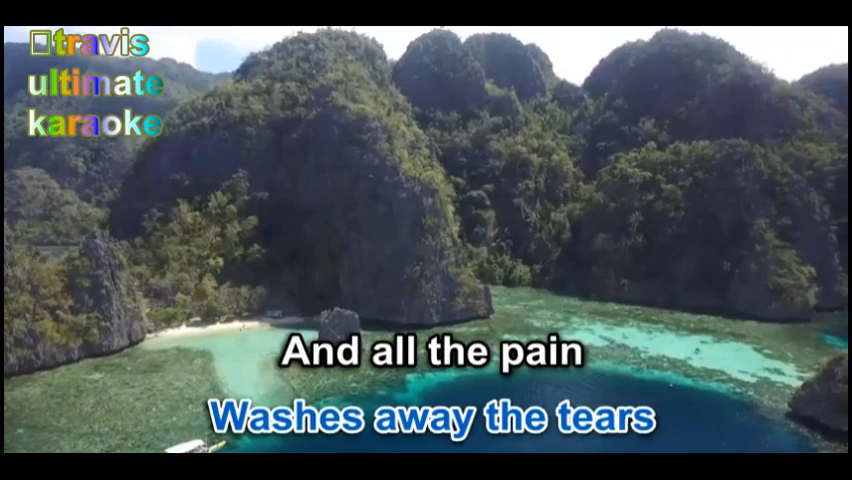 travis
ultimate
karaoke
And all the pain
Washes away the tears